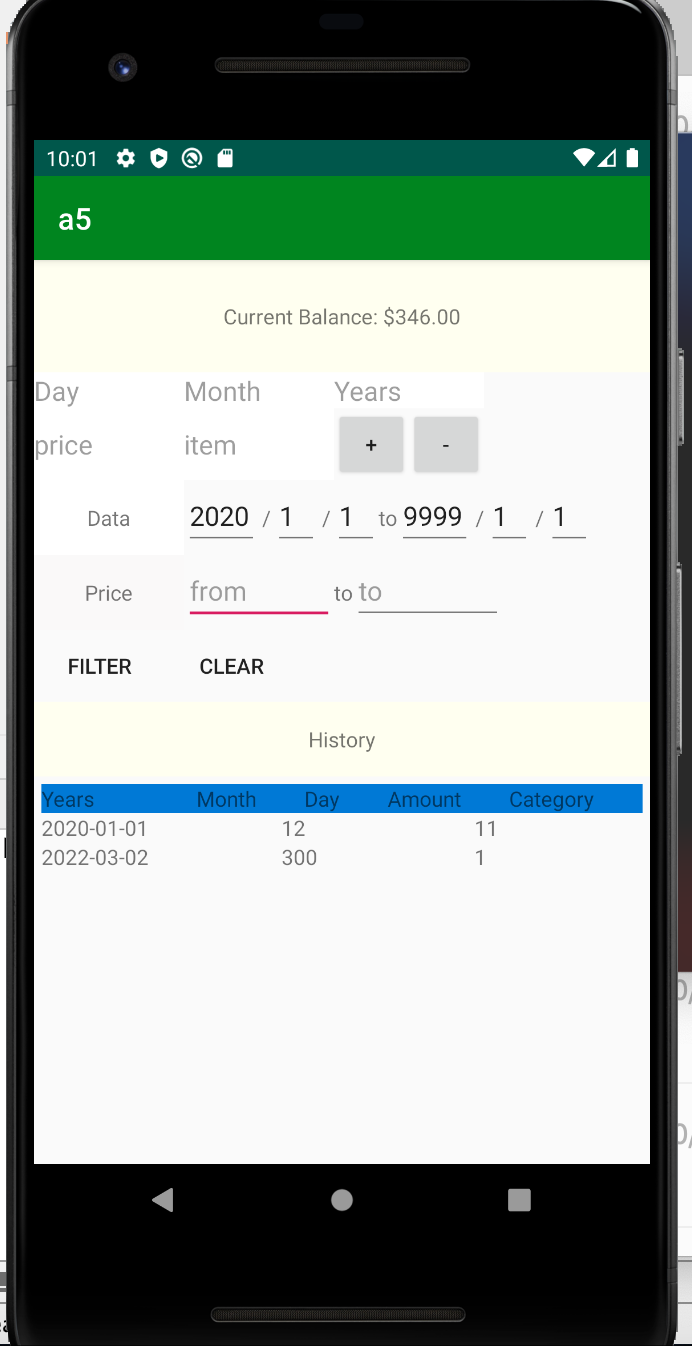 10:01
a5
Current Balance: $346.00
Day Month Years
price item + -
Data 2020 / 1 / 1 to 9999 / 1 / 1
Price from to to
FILTER CLEAR
History
Years Month Day Amount Category
2020-01-01 12 11
2022-03-02 300 1